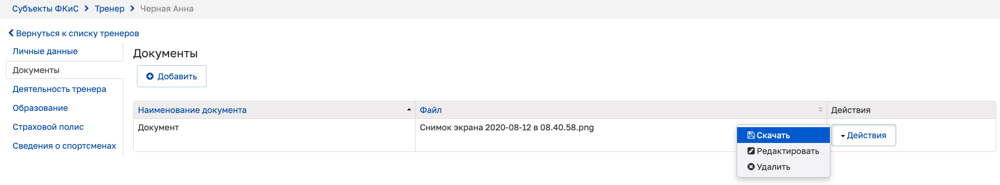 Субъекты ФКиС > Тренер > Черная Анна
Вернуться к списку тренеров
Личные данные
Документы
Деятельность тренера
Образование
Страховой полис
Сведения о спортсменах
Документы
Добавить
Наименование документа Файл Действия
Документ Снимок экрана 2020-08-12 в 08.40.58.png Действия
Скачать
Редактировать
Удалить